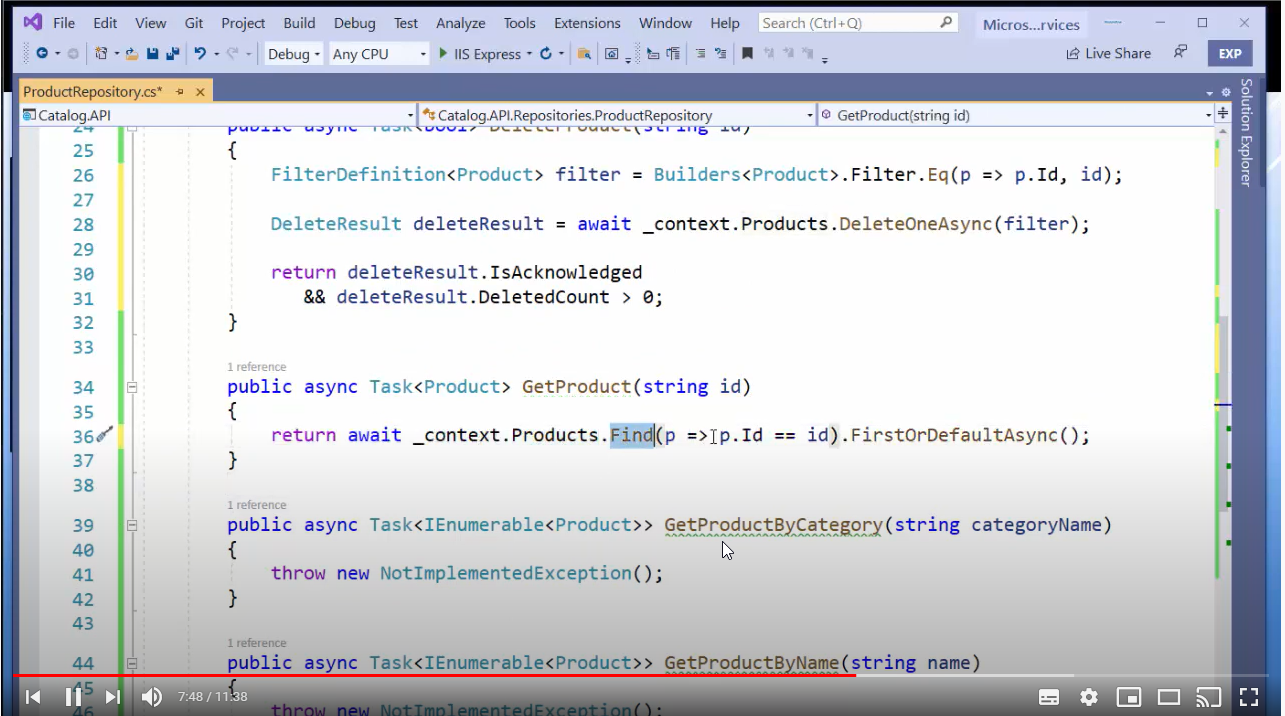 File Edit View Git Project Build Debug Test Analyze Tools Extensions Window Help Search (Ctrl+Q) Micros...rvices
Debug Any CPU IIS Express Live Share EXP
ProductRepository.cs*
Catalog.API Catalog.API.Repositories.ProductRepository GetProduct(string id)
Solution Explorer
24 public async Task<bool> DeleteProduct(string id)
25 {
26 FilterDefinition<Product> filter = Builders<Product>.Filter.Eq(p => p.Id, id);
27
28 DeleteResult deleteResult = await _context.Products.DeleteOneAsync(filter);
29
30 return deleteResult.IsAcknowledged
31 && deleteResult.DeletedCount > 0;
32 }
33
1 reference
34 public async Task<Product> GetProduct(string id)
35 {
36 return await _context.Products.Find(p => p.Id == id).FirstOrDefaultAsync();
37 }
38
1 reference
39 public async Task<IEnumerable<Product>> GetProductByCategory(string categoryName)
40 {
41 throw new NotImplementedException();
42 }
43
1 reference
44 public async Task<IEnumerable<Product>> GetProductByName(string name)
45 {
46 throw new NotImplementedException();
7:48 / 11:38